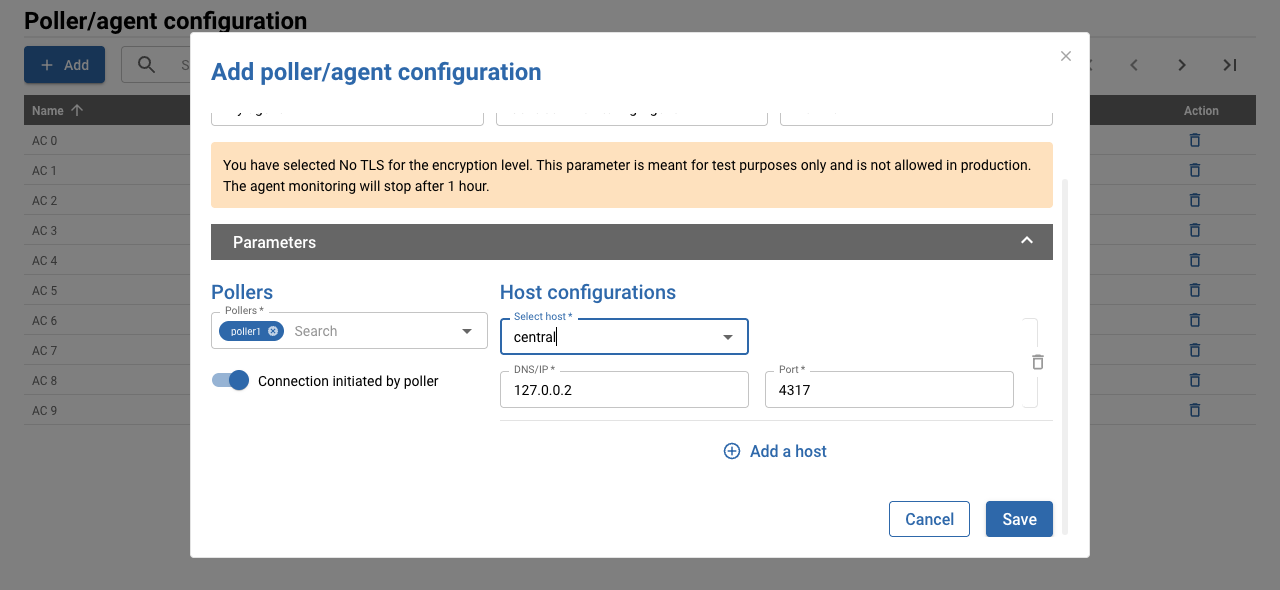 Poller/agent configuration
Add
Add poller/agent configuration
Name
Action
You have selected No TLS for the encryption level. This parameter is meant for test purposes only and is not allowed in production.
The agent monitoring will stop after 1 hour.
AC 0
AC 1
AC 2
AC 3
AC 4
AC 5
AC 6
AC 7
AC 8
AC 9
Parameters
Pollers
Pollers *
poller1
Search
Connection initiated by poller
Host configurations
Select host *
central
DNS/IP *
127.0.0.2
Port *
4317
Add a host
Cancel
Save